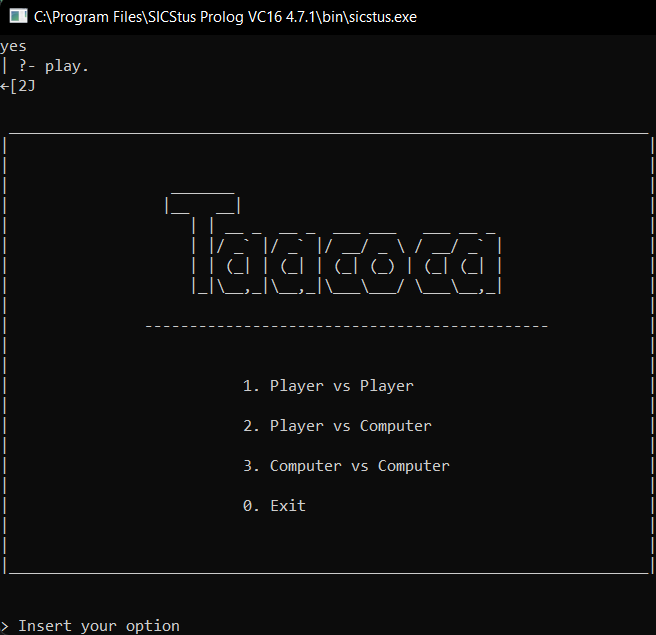 C:\Program Files\SICStus Prolog VC16 4.7.1\bin\sicstus.exe
yes
| ?- play.
←[2J
Taacoca
---------------------------------------------
1. Player vs Player
2. Player vs Computer
3. Computer vs Computer
0. Exit
> Insert your option